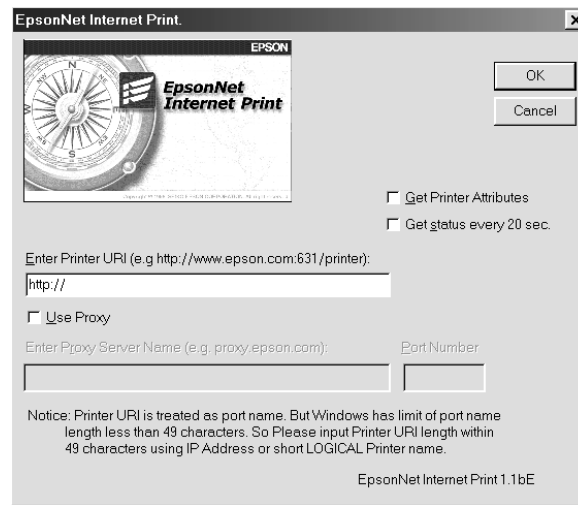 EpsonNet Internet Print.
EPSON
EpsonNet
Internet Print
OK
Cancel
Get Printer Attributes
Get status every 20 sec.
Enter Printer URI (e.g http://www.epson.com:631/printer):
http://
Use Proxy
Enter Proxy Server Name (e.g. proxy.epson.com):
Port Number
Notice: Printer URI is treated as port name. But Windows has limit of port name
length less than 49 characters. So Please input Printer URI length within
49 characters using IP Address or short LOGICAL Printer name.
EpsonNet Internet Print 1.1bE